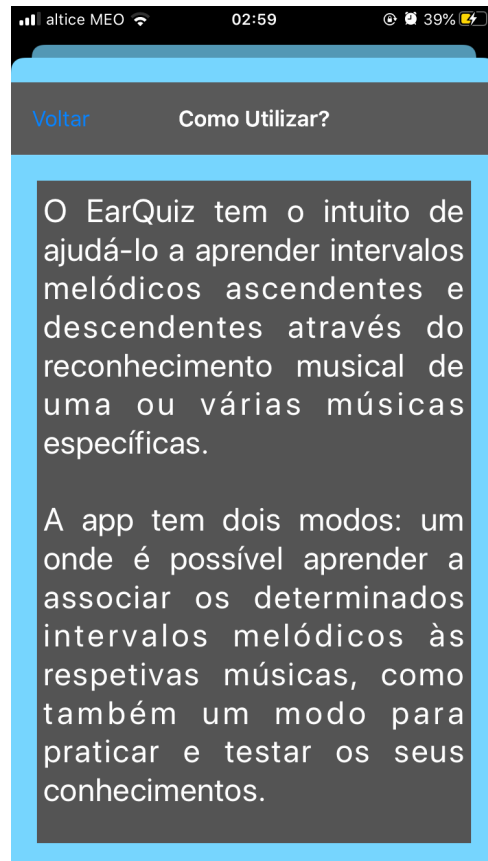 altice MEO 02:59 39%
Voltar Como Utilizar?
O EarQuiz tem o intuito de
ajudá-lo a aprender intervalos
melódicos ascendentes e
descendentes através do
reconhecimento musical de
uma ou várias músicas
específicas.
A app tem dois modos: um
onde é possível aprender a
associar os determinados
intervalos melódicos às
respetivas músicas, como
também um modo para
praticar e testar os seus
conhecimentos.